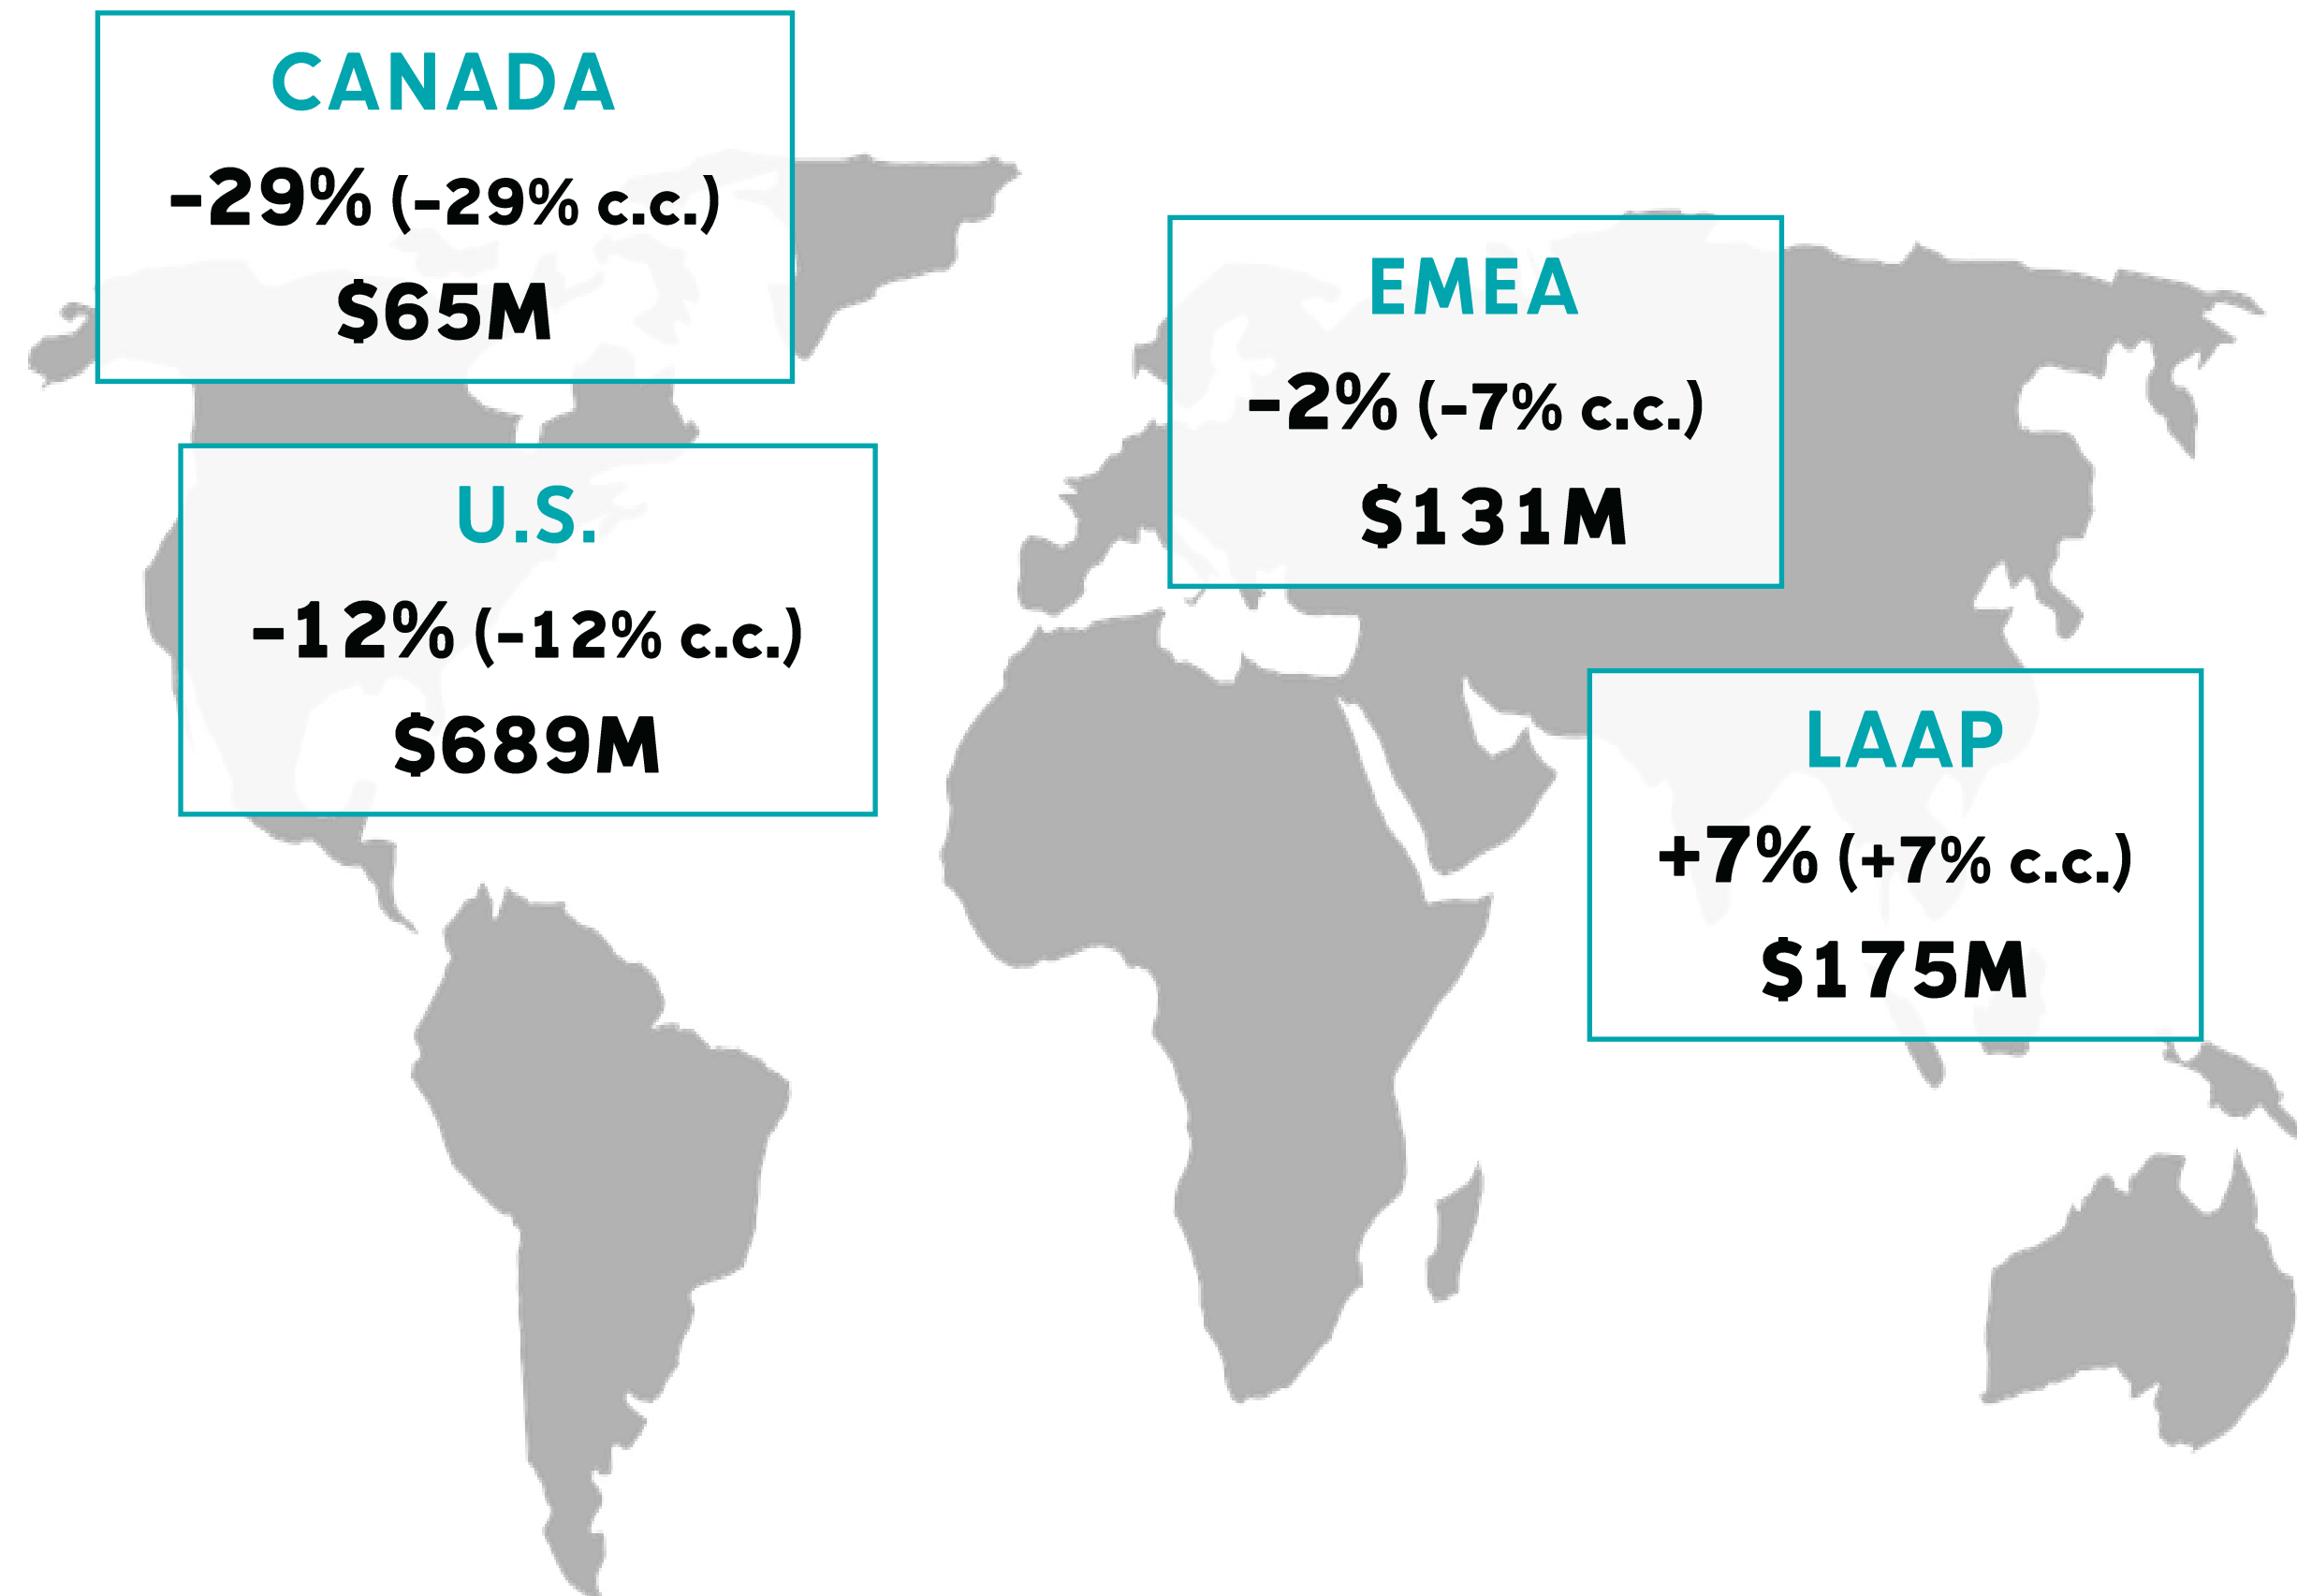 CANADA
-29% (-29% c.c.)
$65M
U.S.
-12% (-12% c.c.)
$689M
EMEA
-2% (-7% c.c.)
$131M
LAAP
+7% (+7% c.c.)
$175M